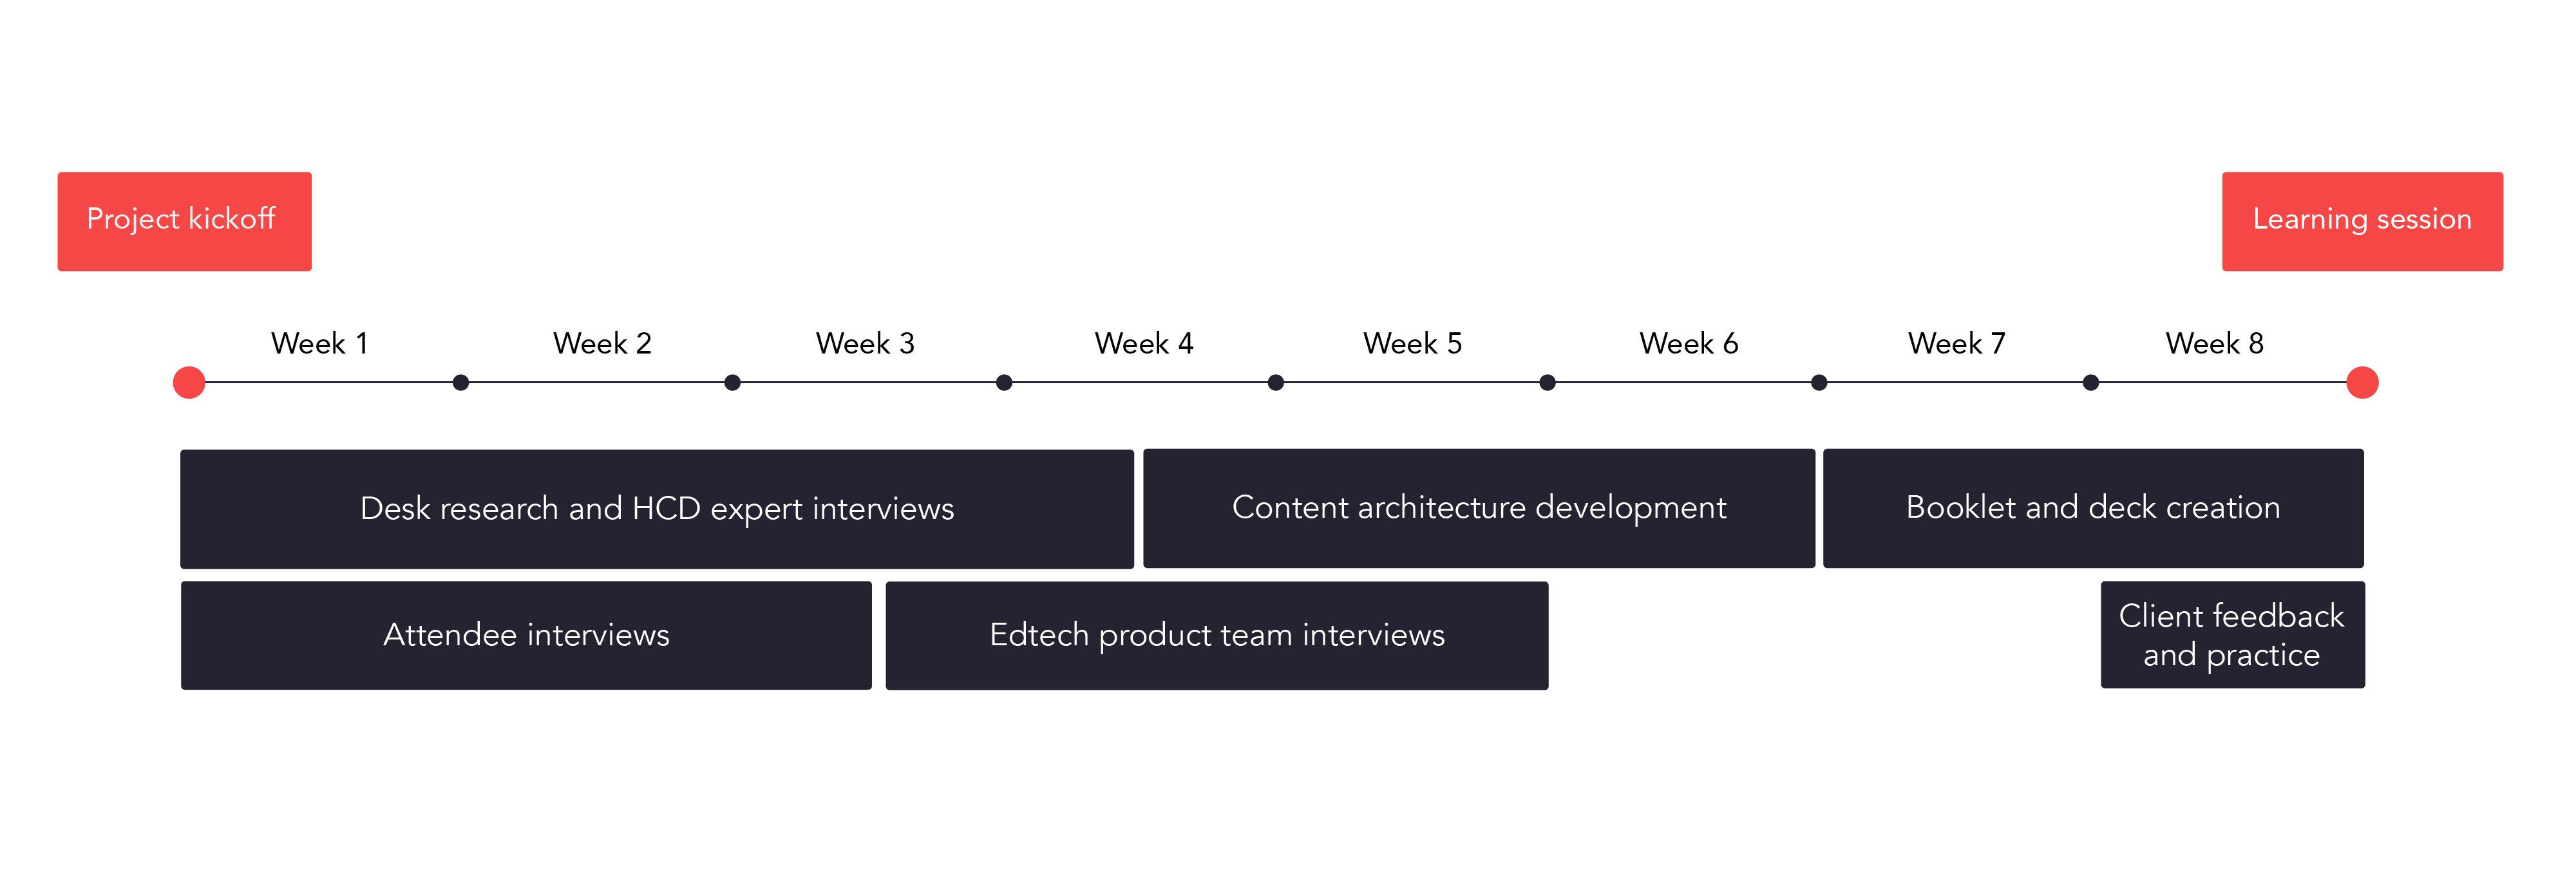 Project kickoff
Learning session
Week 1
Week 2
Week 3
Week 4
Week 5
Week 6
Week 7
Week 8
Desk research and HCD expert interviews
Content architecture development
Booklet and deck creation
Attendee interviews
Edtech product team interviews
Client feedback
and practice